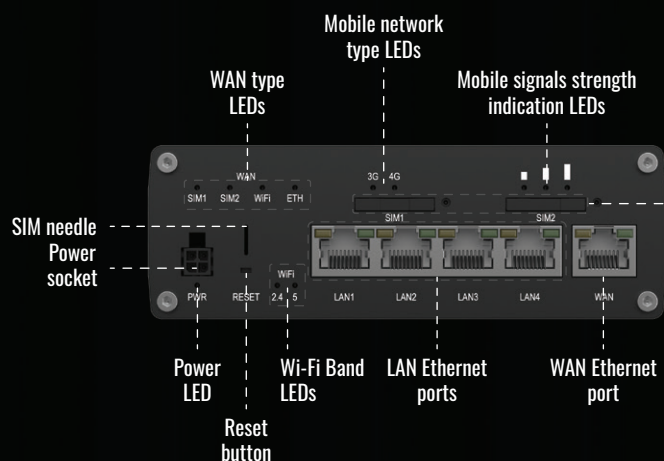 Mobile network
type LEDs
WAN type
LEDs
Mobile signals strength
indication LEDs
WAN
SIM1 SIM2 WiFi ETH
3G 4G
SIM1
SIM2
SIM needle
Power
socket
WiFi
PWR RESET 2.4 5 LAN1 LAN2 LAN3 LAN4 WAN
Power
LED
Wi-Fi Band
LEDs
LAN Ethernet
ports
WAN Ethernet
port
Reset
button